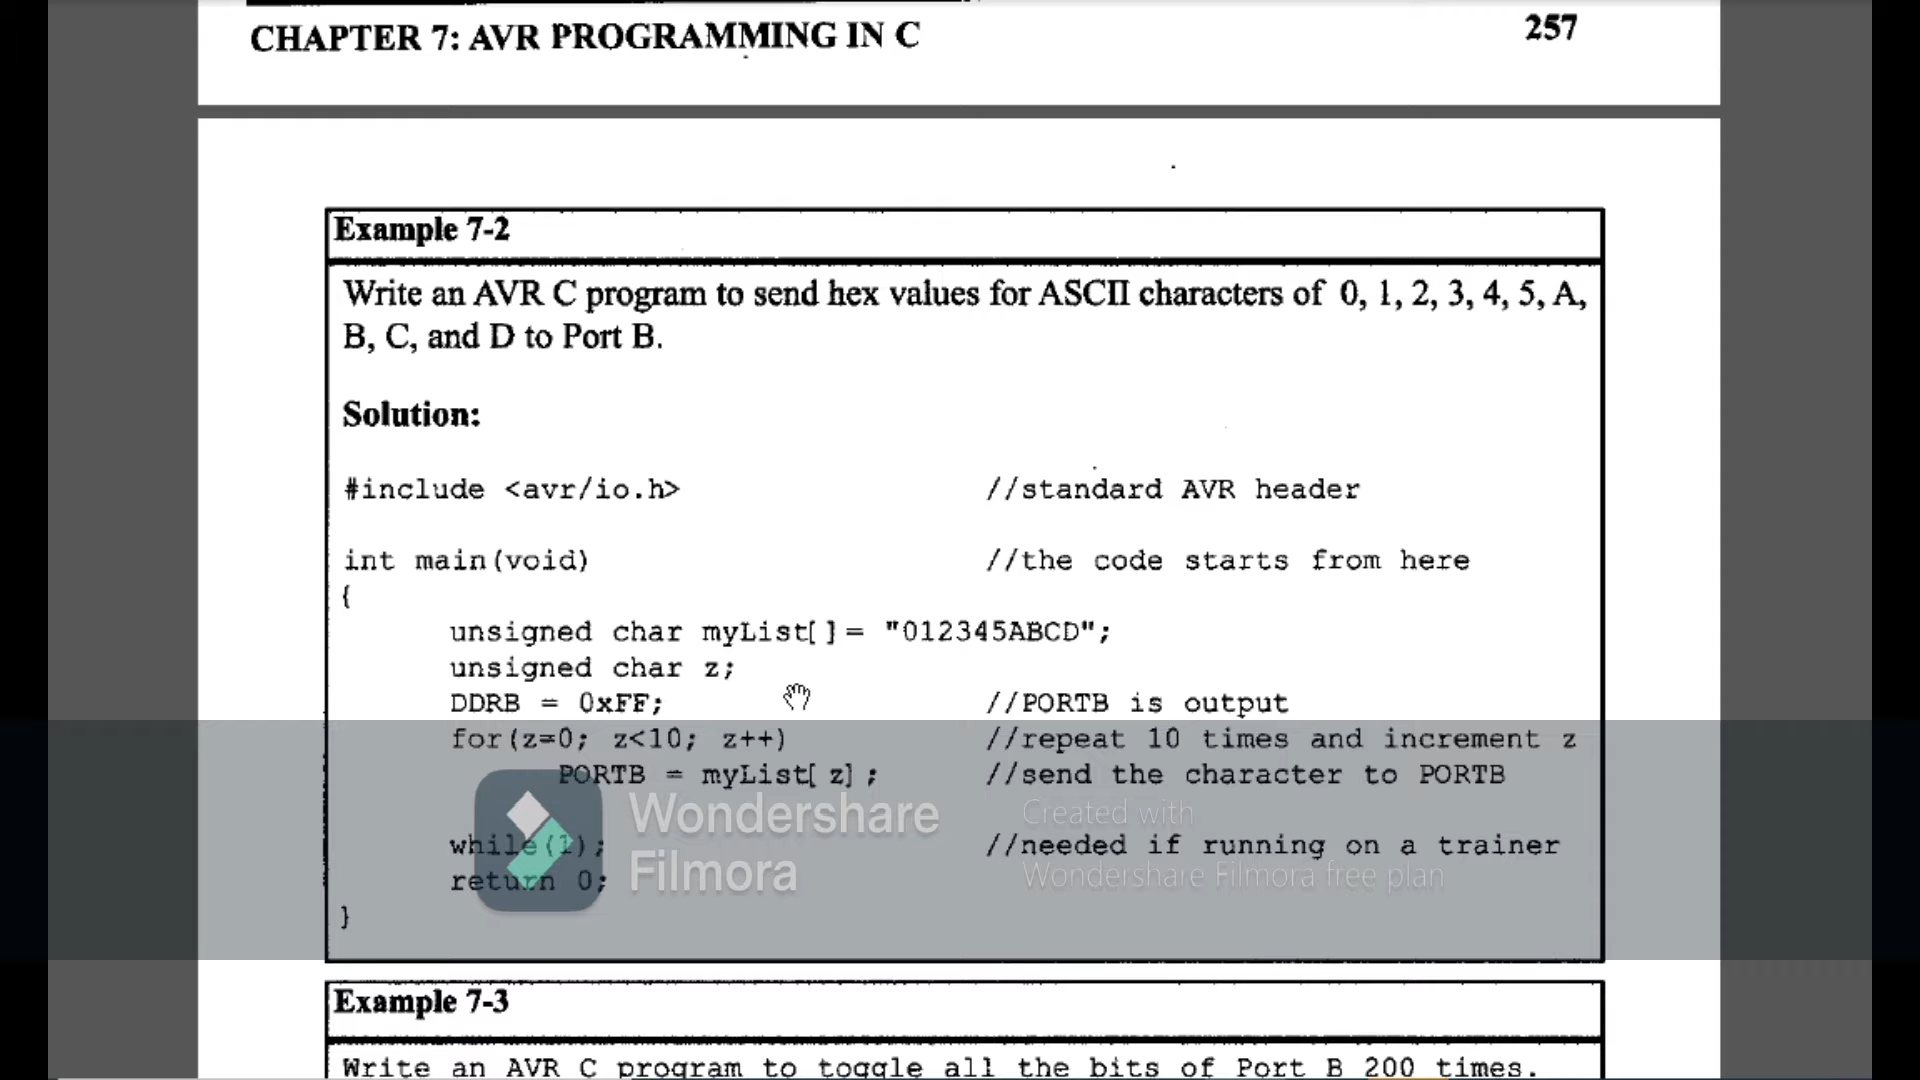 CHAPTER 7: AVR PROGRAMMING IN C 257
Example 7-2
Write an AVR C program to send hex values for ASCII characters of 0, 1, 2, 3, 4, 5, A,
B, C, and D to Port B.
Solution:
#include <avr/io.h> //standard AVR header
int main(void) //the code starts from here
{
unsigned char myList[]= "012345ABCD";
unsigned char z;
DDRB = 0xFF; //PORTB is output
for(z=0; z<10; z++) //repeat 10 times and increment z
PORTB = myList[z]; //send the character to PORTB
Wondershare
Filmora
Created with
Wondershare Filmora free plan
while(1); //needed if running on a trainer
return 0;
}
Example 7-3
Write an AVR C program to toggle all the bits of Port B 200 times.